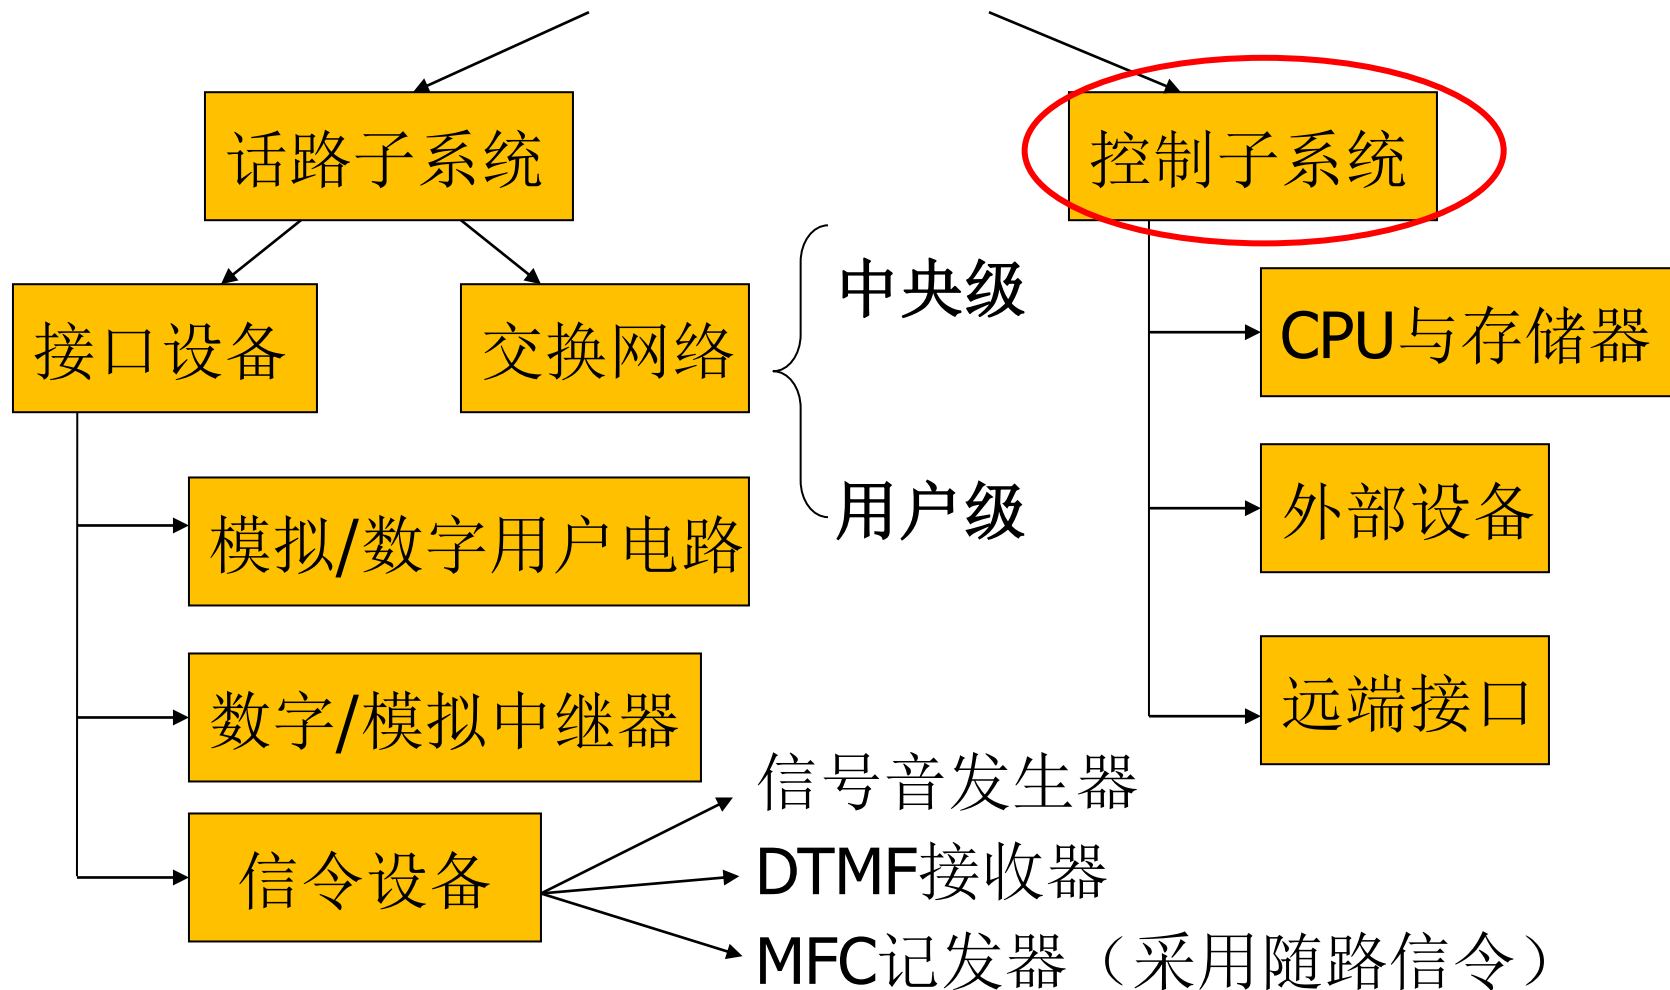 话路子系统
控制子系统
接口设备
交换网络
中央级
用户级
CPU与存储器
外部设备
远端接口
模拟/数字用户电路
数字/模拟中继器
信令设备
信号音发生器
DTMF接收器
MFC记发器（采用随路信令）